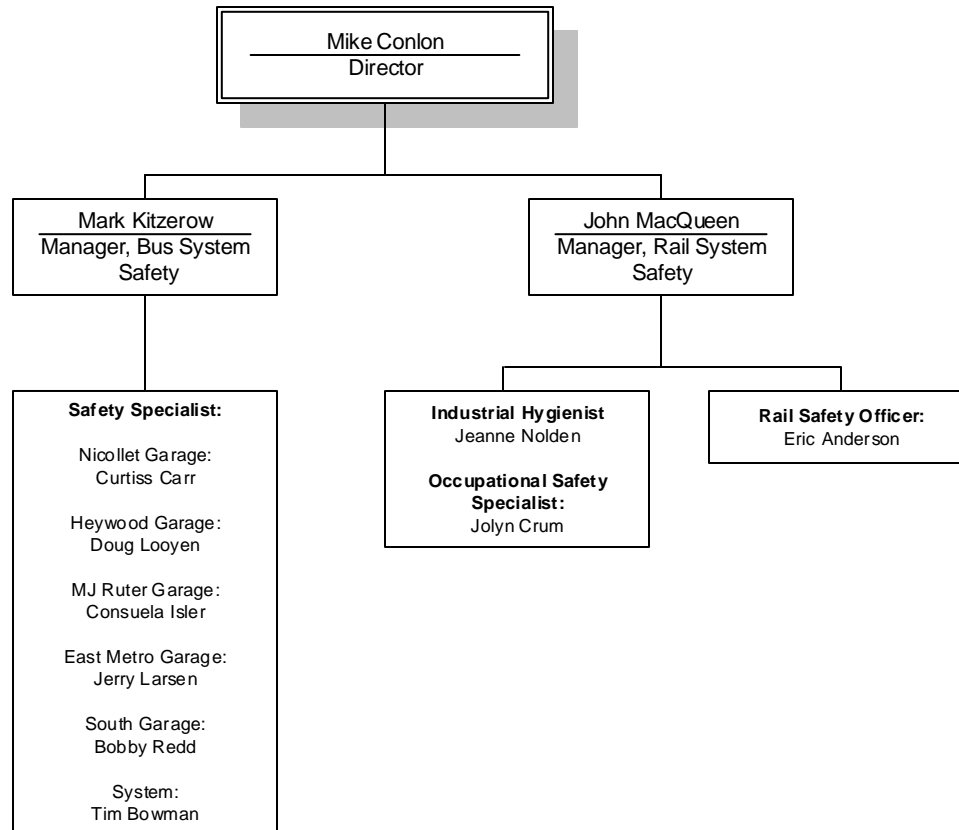 Mike Conlon
Director
Mark Kitzerow
Manager, Bus System
Safety
John MacQueen
Manager, Rail System
Safety
Safety Specialist:
Nicollet Garage:
Curtiss Carr
Heywood Garage:
Doug Looyen
MJ Ruter Garage:
Consuela Isler
East Metro Garage:
Jerry Larsen
South Garage:
Bobby Redd
System:
Tim Bowman
Industrial Hygienist
Jeanne Nolden
Occupational Safety
Specialist:
Jolyn Crum
Rail Safety Officer:
Eric Anderson